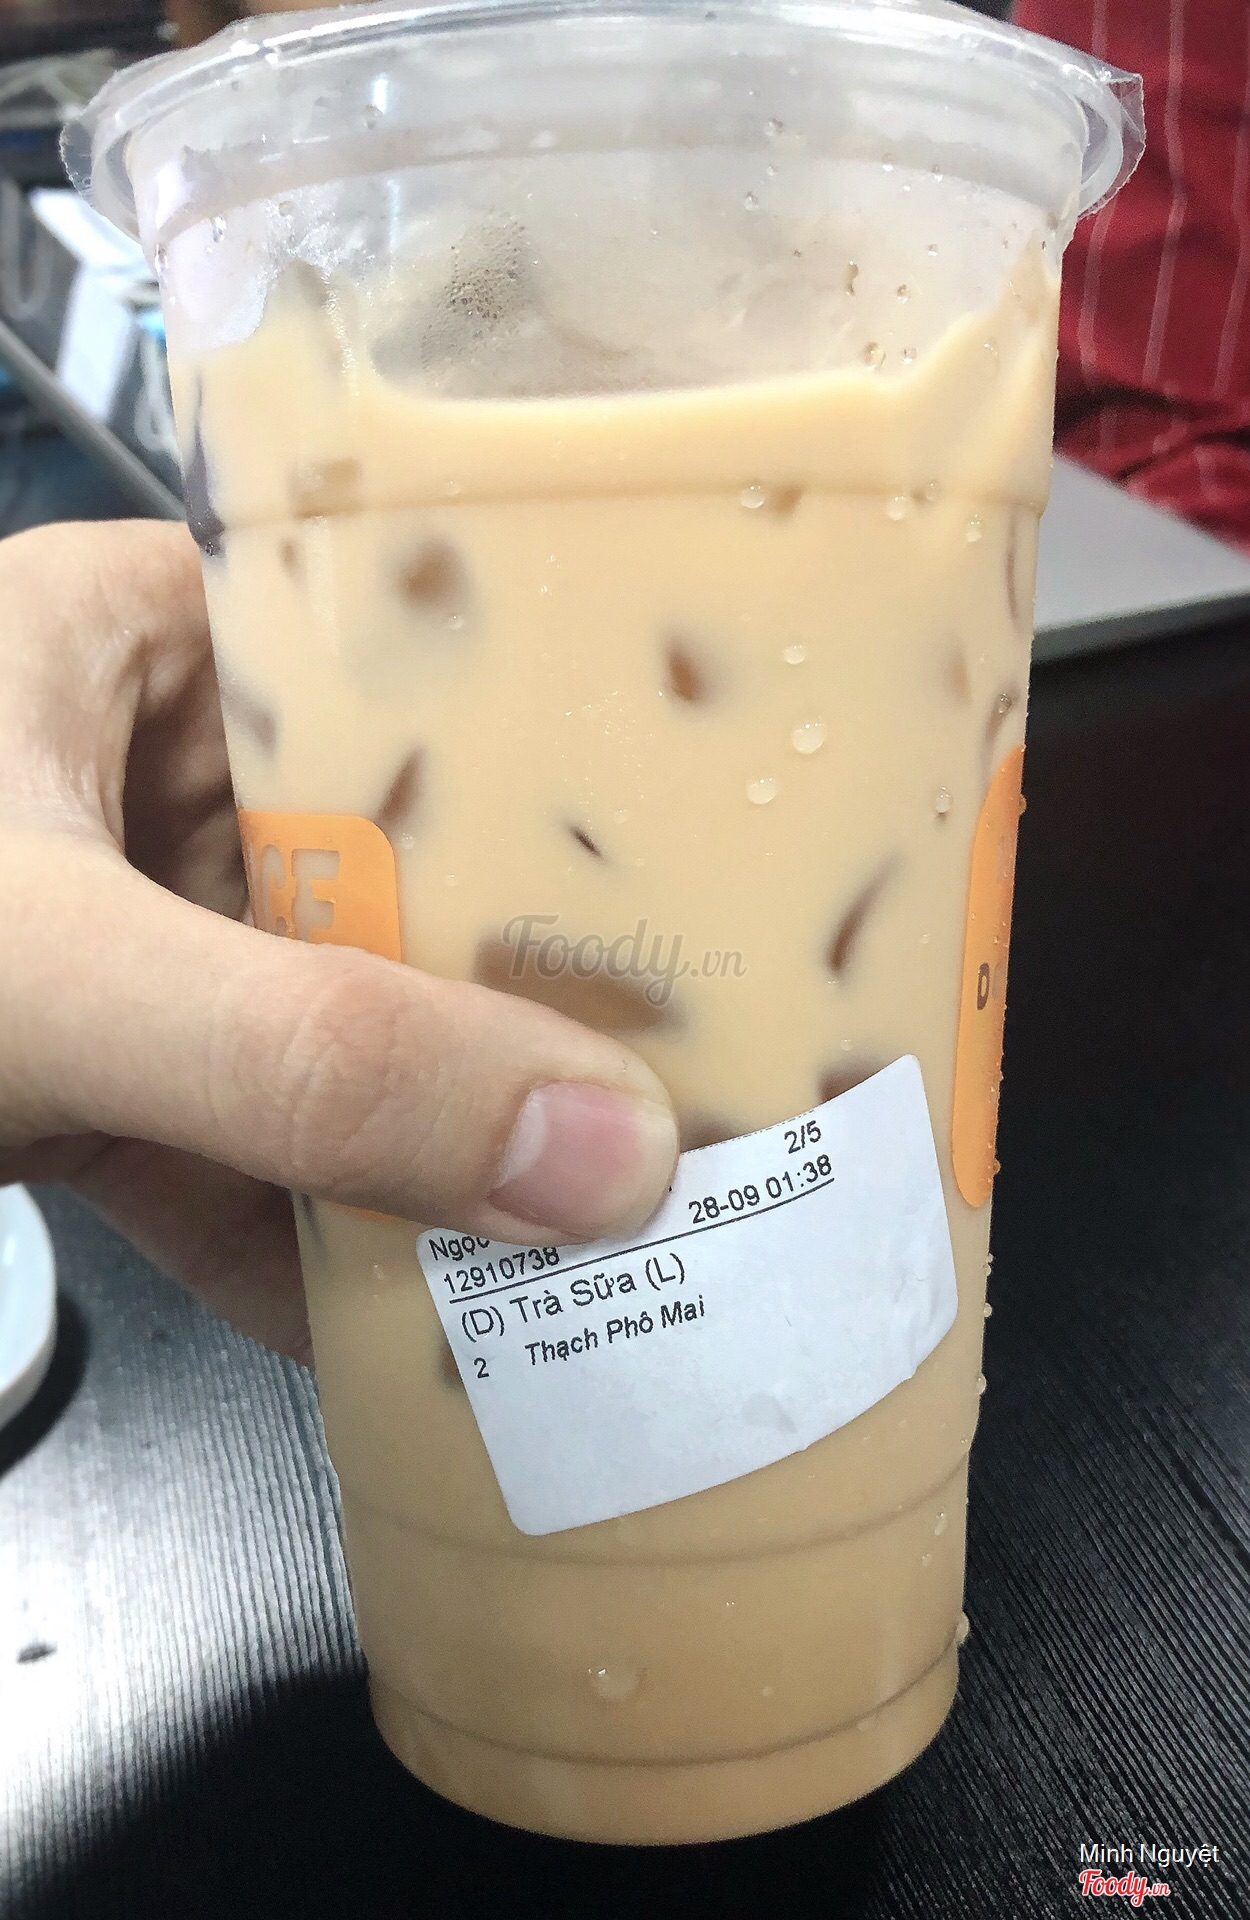 CE
D
Foody.vn
2/5
28-09 01:38
Ngọc
12910738
(D) Trà Sữa (L)
2 Thạch Phô Mai
Minh Nguyệt
Foody.vn